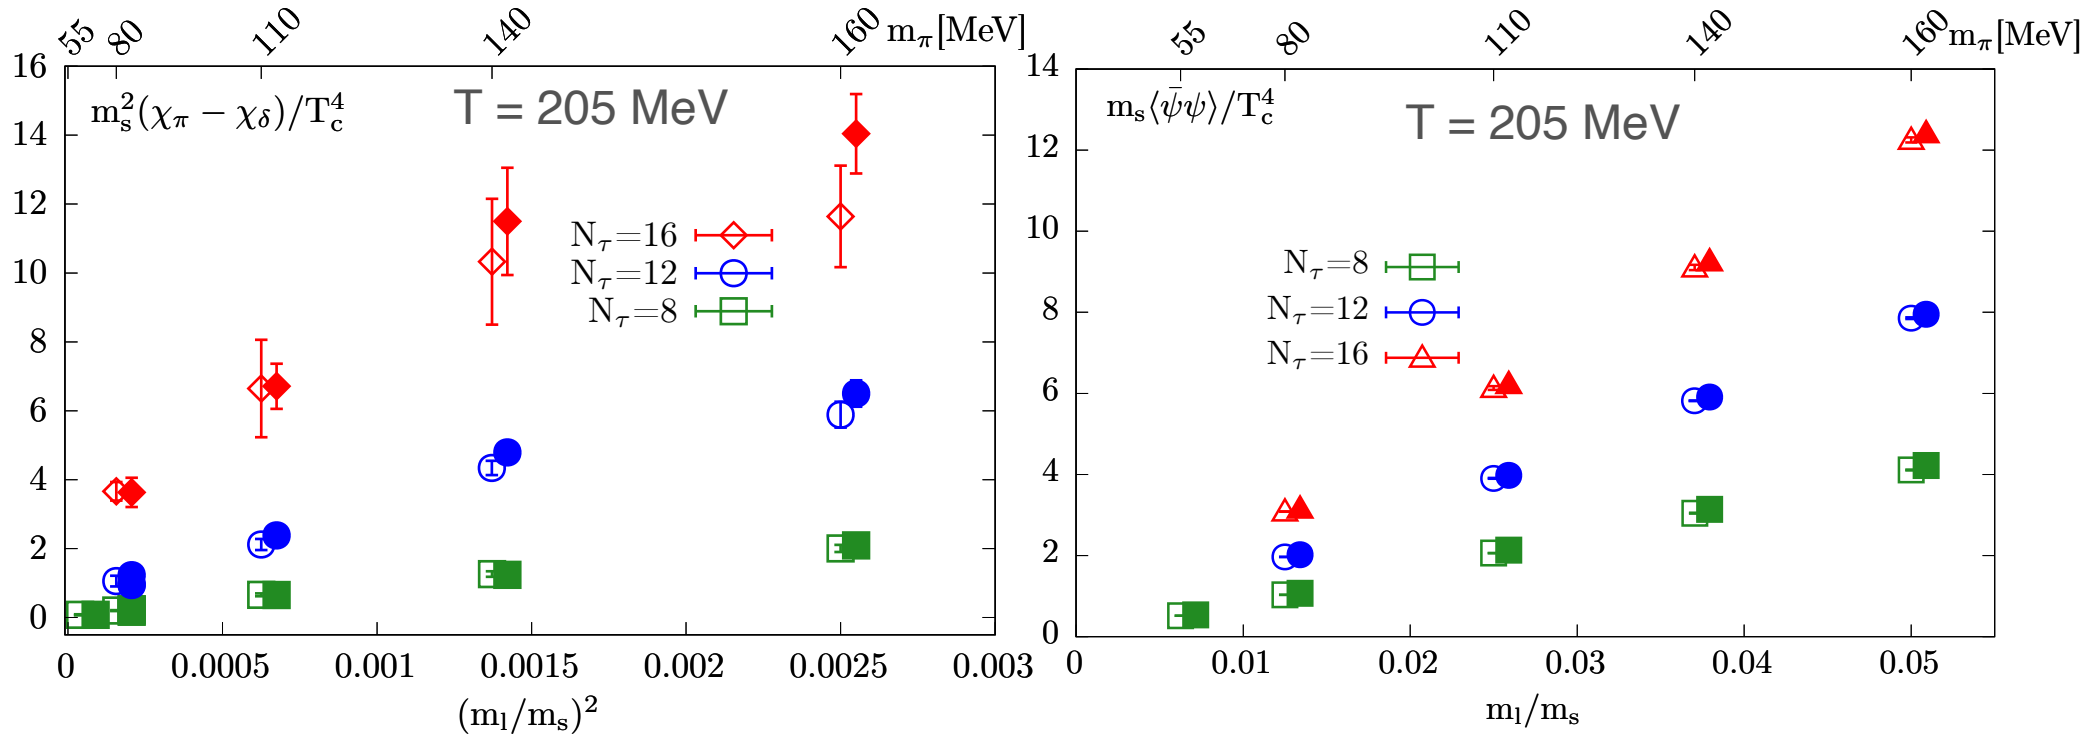 55 80 110 140 160 m_π[MeV]
m_s^2(χ_π − χ_δ)/T_c^4
T = 205 MeV
16
14
12
10
8
6
4
2
0
N_τ=16
N_τ=12
N_τ=8
0 0.0005 0.001 0.0015 0.002 0.0025 0.003
(m_l/m_s)^2
55 80 110 140 160 m_π[MeV]
m_s⟨ψ̄ψ⟩/T_c^4
T = 205 MeV
14
12
10
8
6
4
2
0
N_τ=8
N_τ=12
N_τ=16
0 0.01 0.02 0.03 0.04 0.05
m_l/m_s